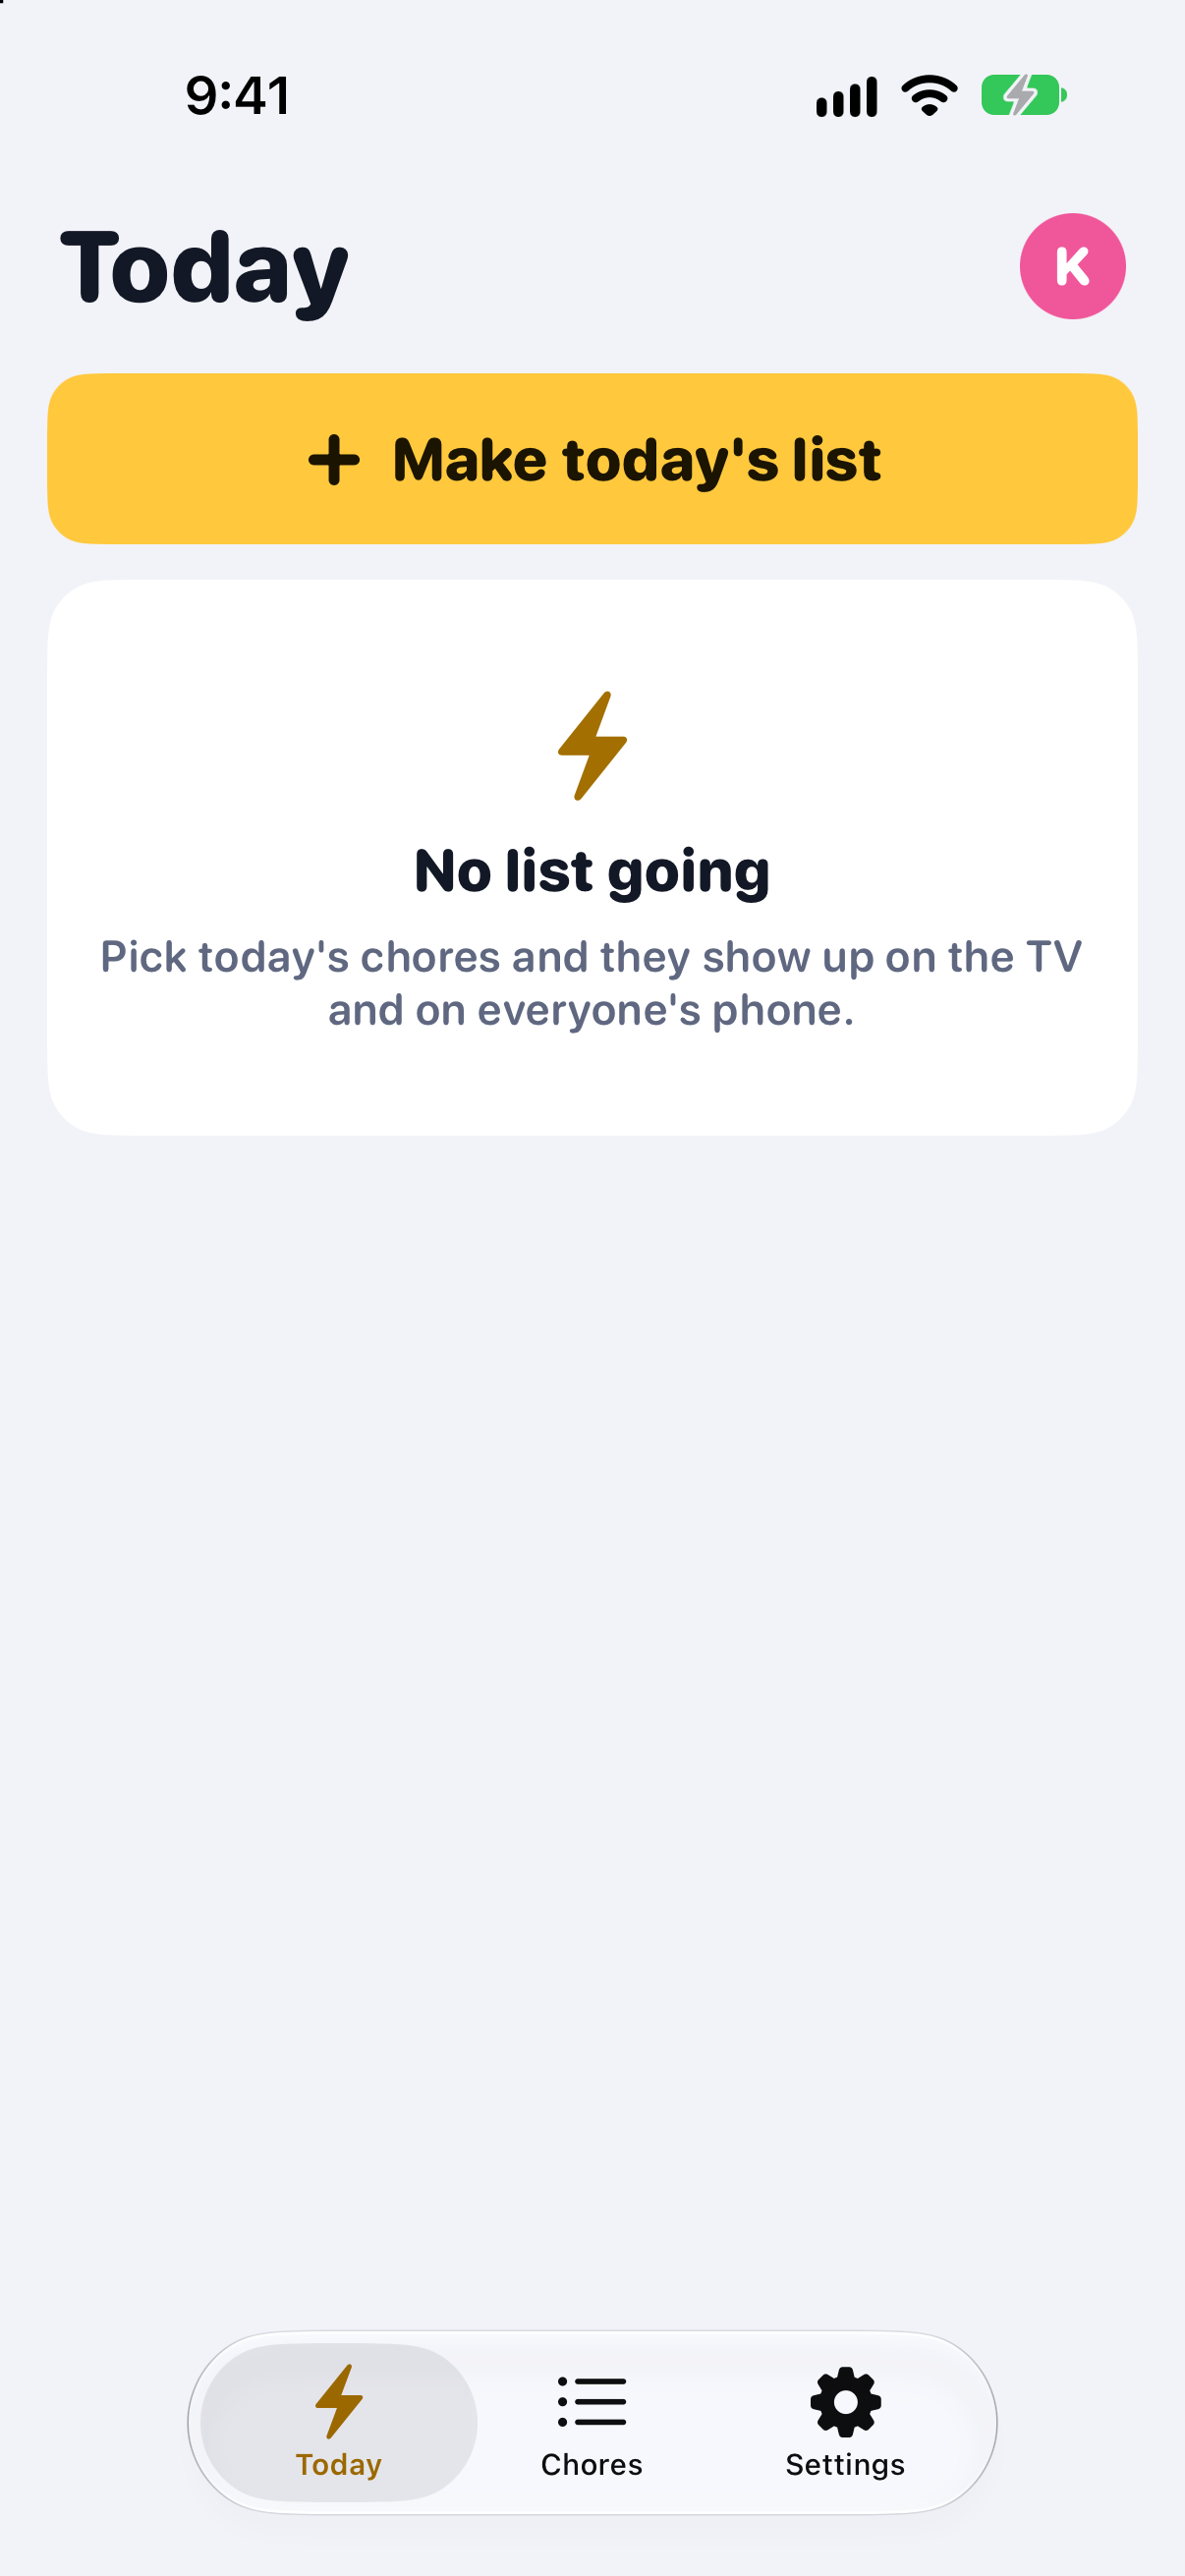 9:41
Today
K
+ Make today's list
No list going
Pick today's chores and they show up on the TV
and on everyone's phone.
Today
Chores
Settings